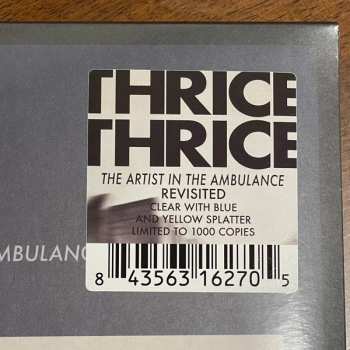 THRICE
THRICE
THE ARTIST IN THE AMBULANCE
REVISITED
CLEAR WITH BLUE
AND YELLOW SPLATTER
LIMITED TO 1000 COPIES
AMBULANC
8 43563 16270 5